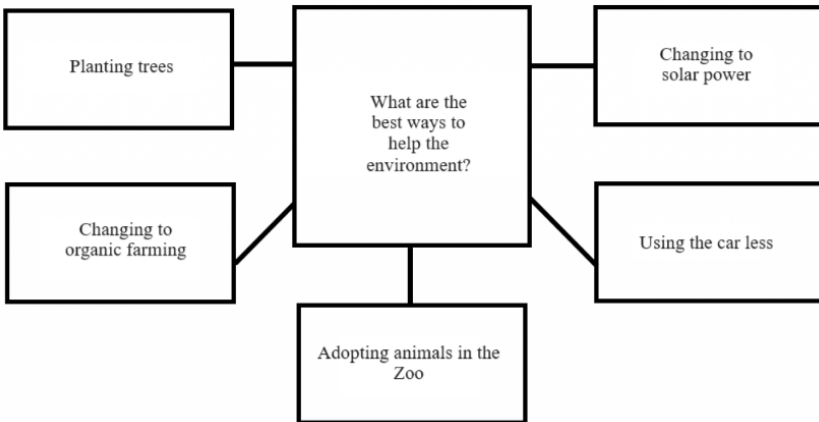 Planting trees
What are the
best ways to
help the
environment?
Changing to
solar power
Changing to
organic farming
Using the car less
Adopting animals in the
Zoo